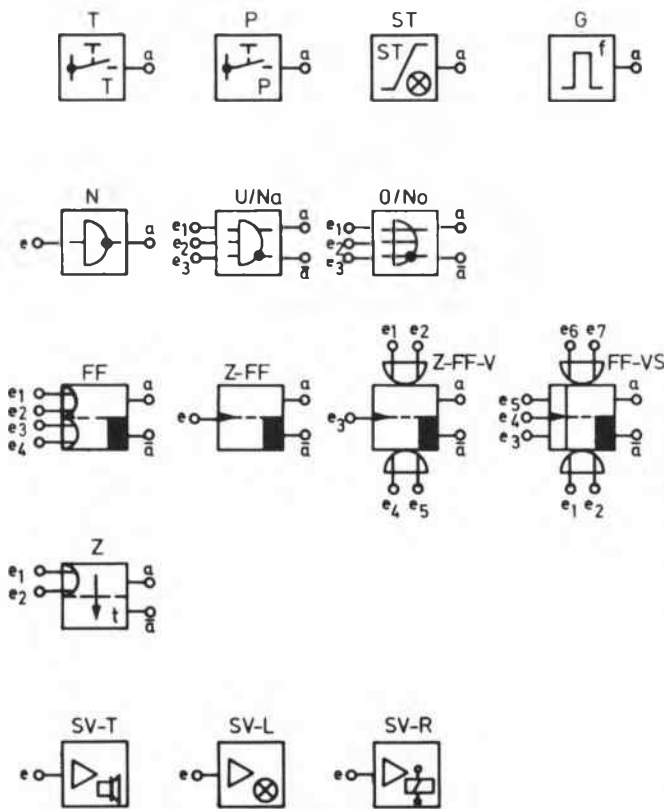 T P ST G
T a P a ST a f a
N U/Na O/No
e a e1 e2 e3 a a̅ e1 e2 e3 a a̅
FF Z-FF e1 e2 Z-FF-V e6 e7 FF-VS
e1 e2 e3 e4 a a̅ e a a̅ e3 a a̅ e5 e4 e3 a a̅
e4 e5 e1 e2
Z
e1 e2 t a a̅
SV-T SV-L SV-R
e e e